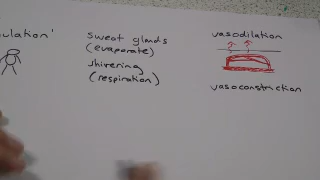 ulation'
sweat glands
(evaporate)
shivering
(respiration)
vasodilation
vasoconstriction